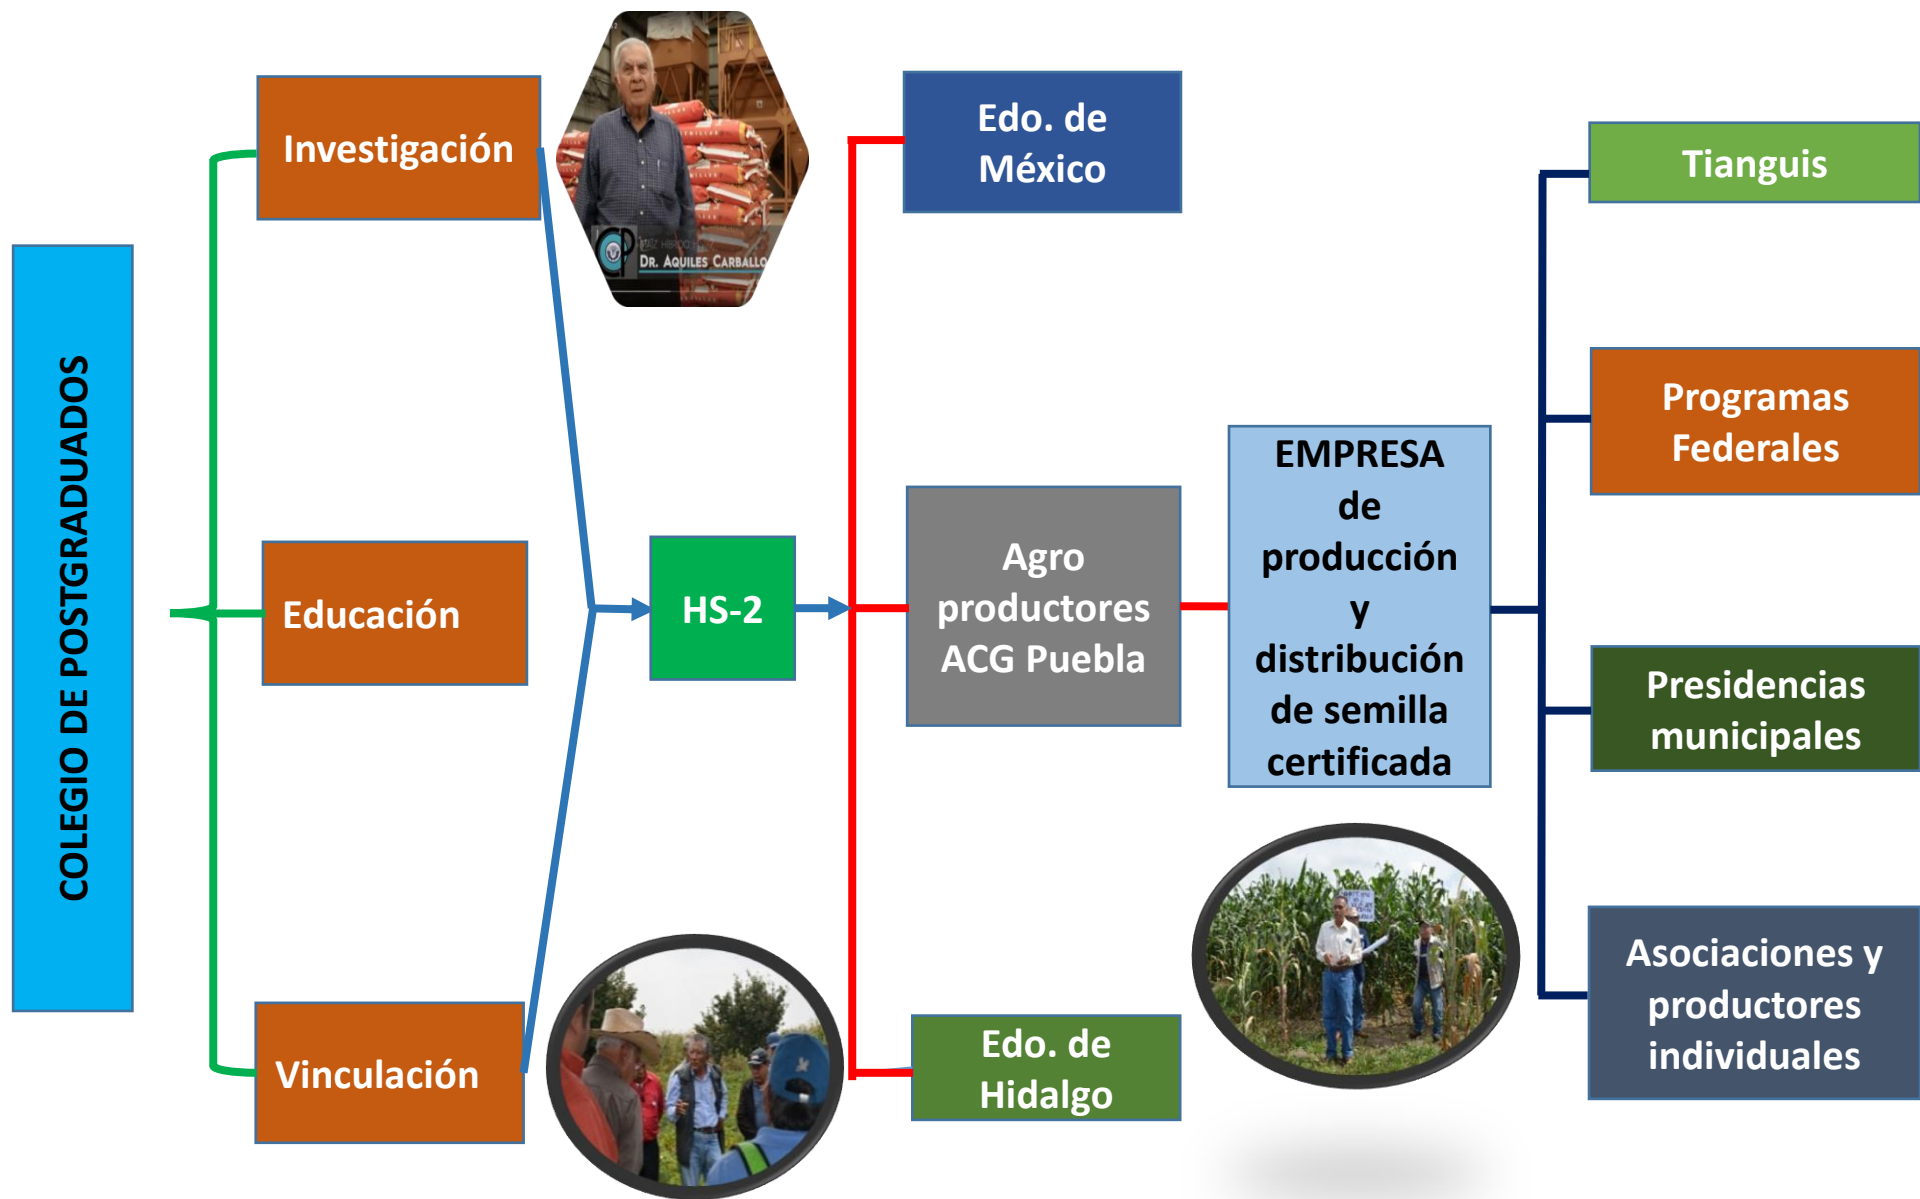 COLEGIO DE POSTGRADUADOS
Investigación
Educación
Vinculación
DR. AQUILES CARBALLO
HS-2
Edo. de
México
Agro
productores
ACG Puebla
Edo. de
Hidalgo
EMPRESA
de
producción
y
distribución
de semilla
certificada
Tianguis
Programas
Federales
Presidencias
municipales
Asociaciones y
productores
individuales